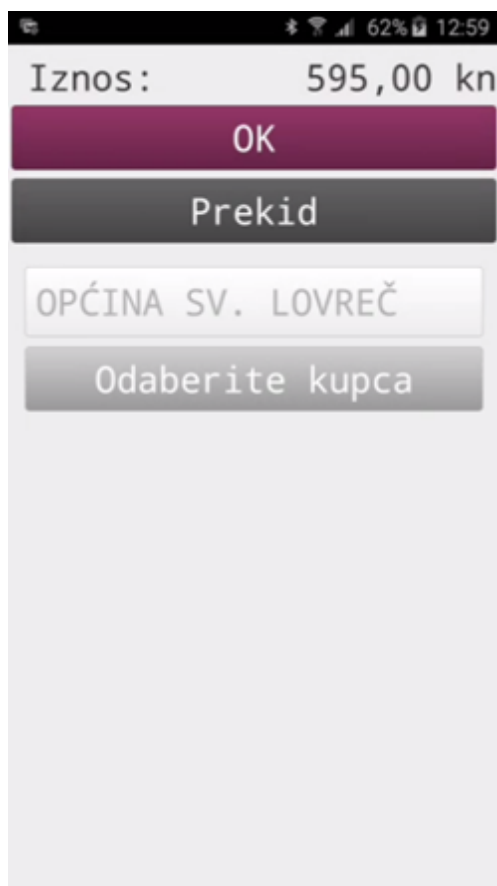 62% 12:59
Iznos: 595,00 kn
OK
Prekid
OPĆINA SV. LOVREČ
Odaberite kupca